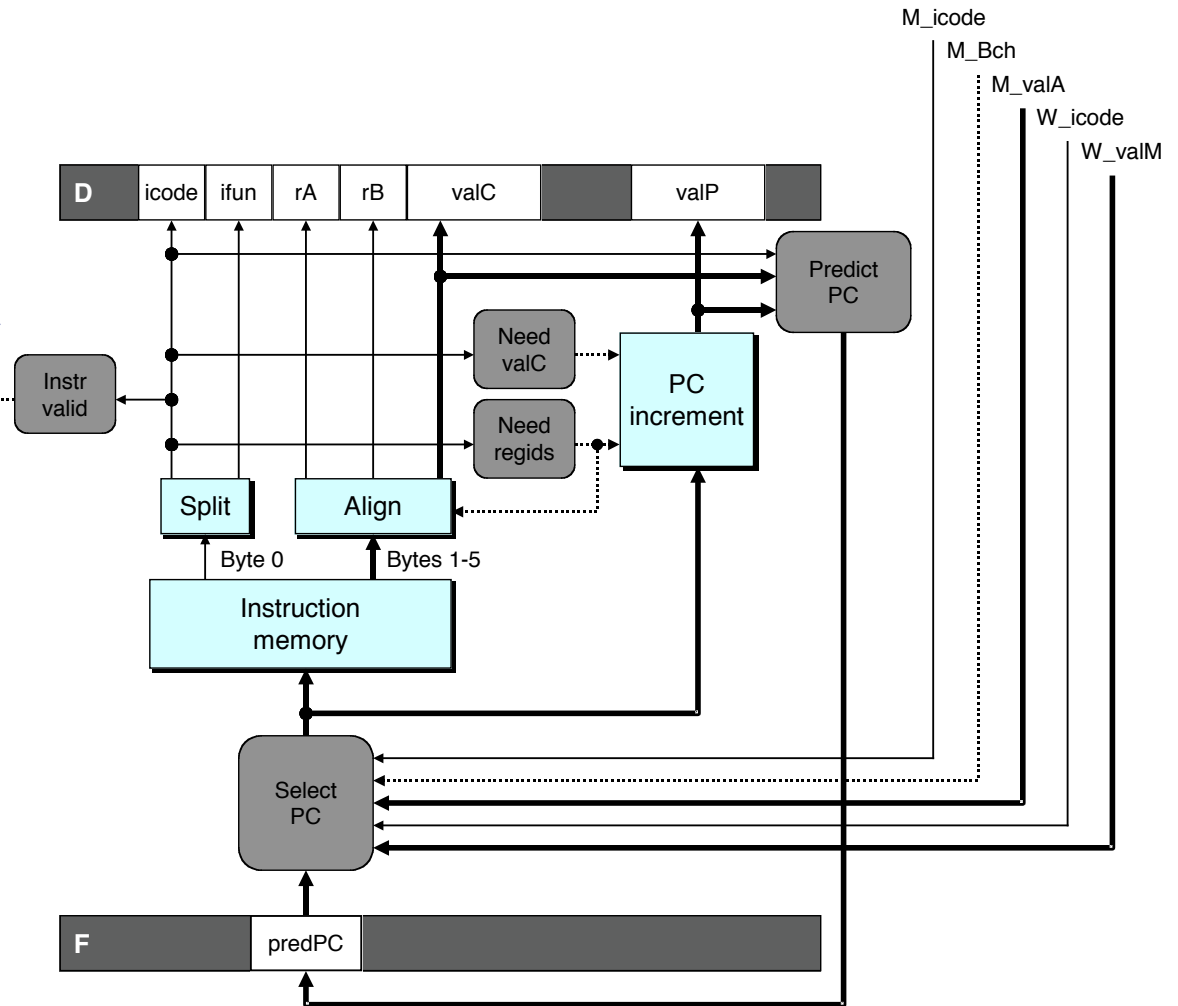 M_icode
M_Bch
M_valA
W_icode
W_valM
D icode ifun rA rB valC valP
Predict
PC
Need
valC
Instr
valid
PC
increment
Need
regids
Split
Align
Byte 0
Bytes 1-5
Instruction
memory
Select
PC
F predPC